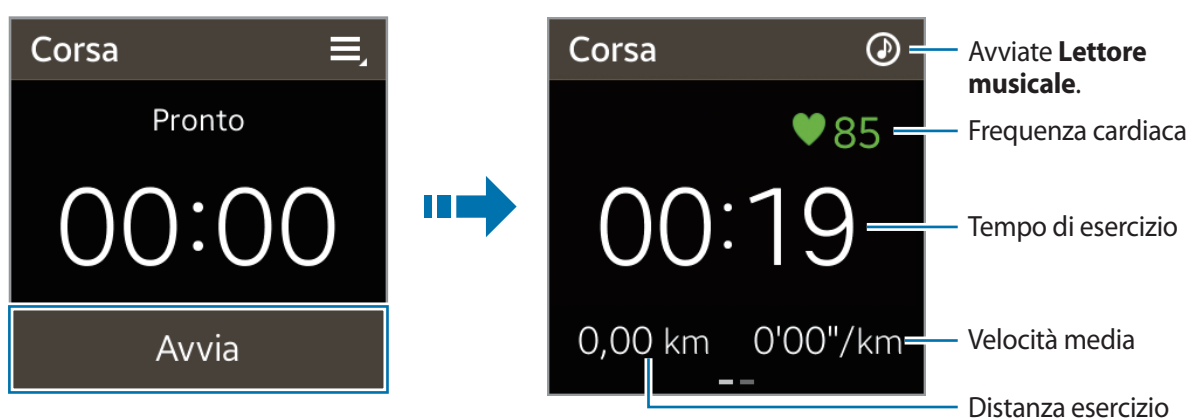 Corsa
Pronto
00:00
Avvia
Corsa
85
00:19
0,00 km 0'00"/km
Avviate Lettore
musicale.
Frequenza cardiaca
Tempo di esercizio
Velocità media
Distanza esercizio